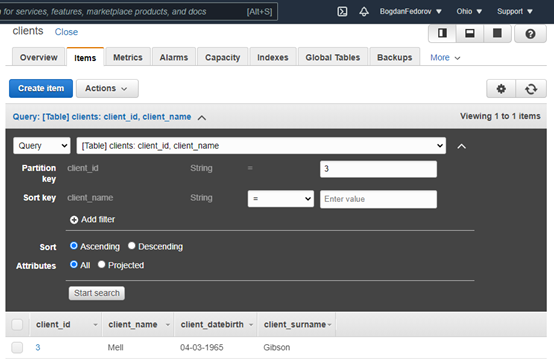 for services, features, marketplace products, and docs [Alt+S] BogdanFedorov Ohio Support
clients Close
Overview Items Metrics Alarms Capacity Indexes Global Tables Backups More
Create item Actions
Query: [Table] clients: client_id, client_name Viewing 1 to 1 items
Query [Table] clients: client_id, client_name
Partition key client_id String = 3
Sort key client_name String = Enter value
Add filter
Sort Ascending Descending
Attributes All Projected
Start search
client_id client_name client_datebirth client_surname
3 Mell 04-03-1965 Gibson